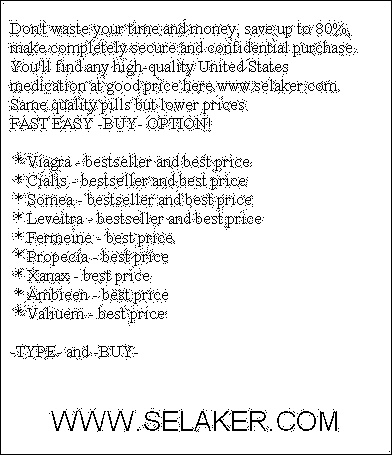 Don't waste your time and money, save up to 80%,
make completely secure and confidential purchase.
You'll find any high-quality United States
medication at good price here www.selaker.com.
Same quality pills but lower prices
FAST EASY -BUY- OPTION!
* Viagra - bestseller and best price
* Cialis - bestseller and best price
* Somea - bestseller and best price
* Leveitra - bestseller and best price
* Fermeine - best price
* Propecia - best price
* Xanax - best price
* Ambieen - best price
* Valiuem - best price
-TYPE- and -BUY-
WWW.SELAKER.COM